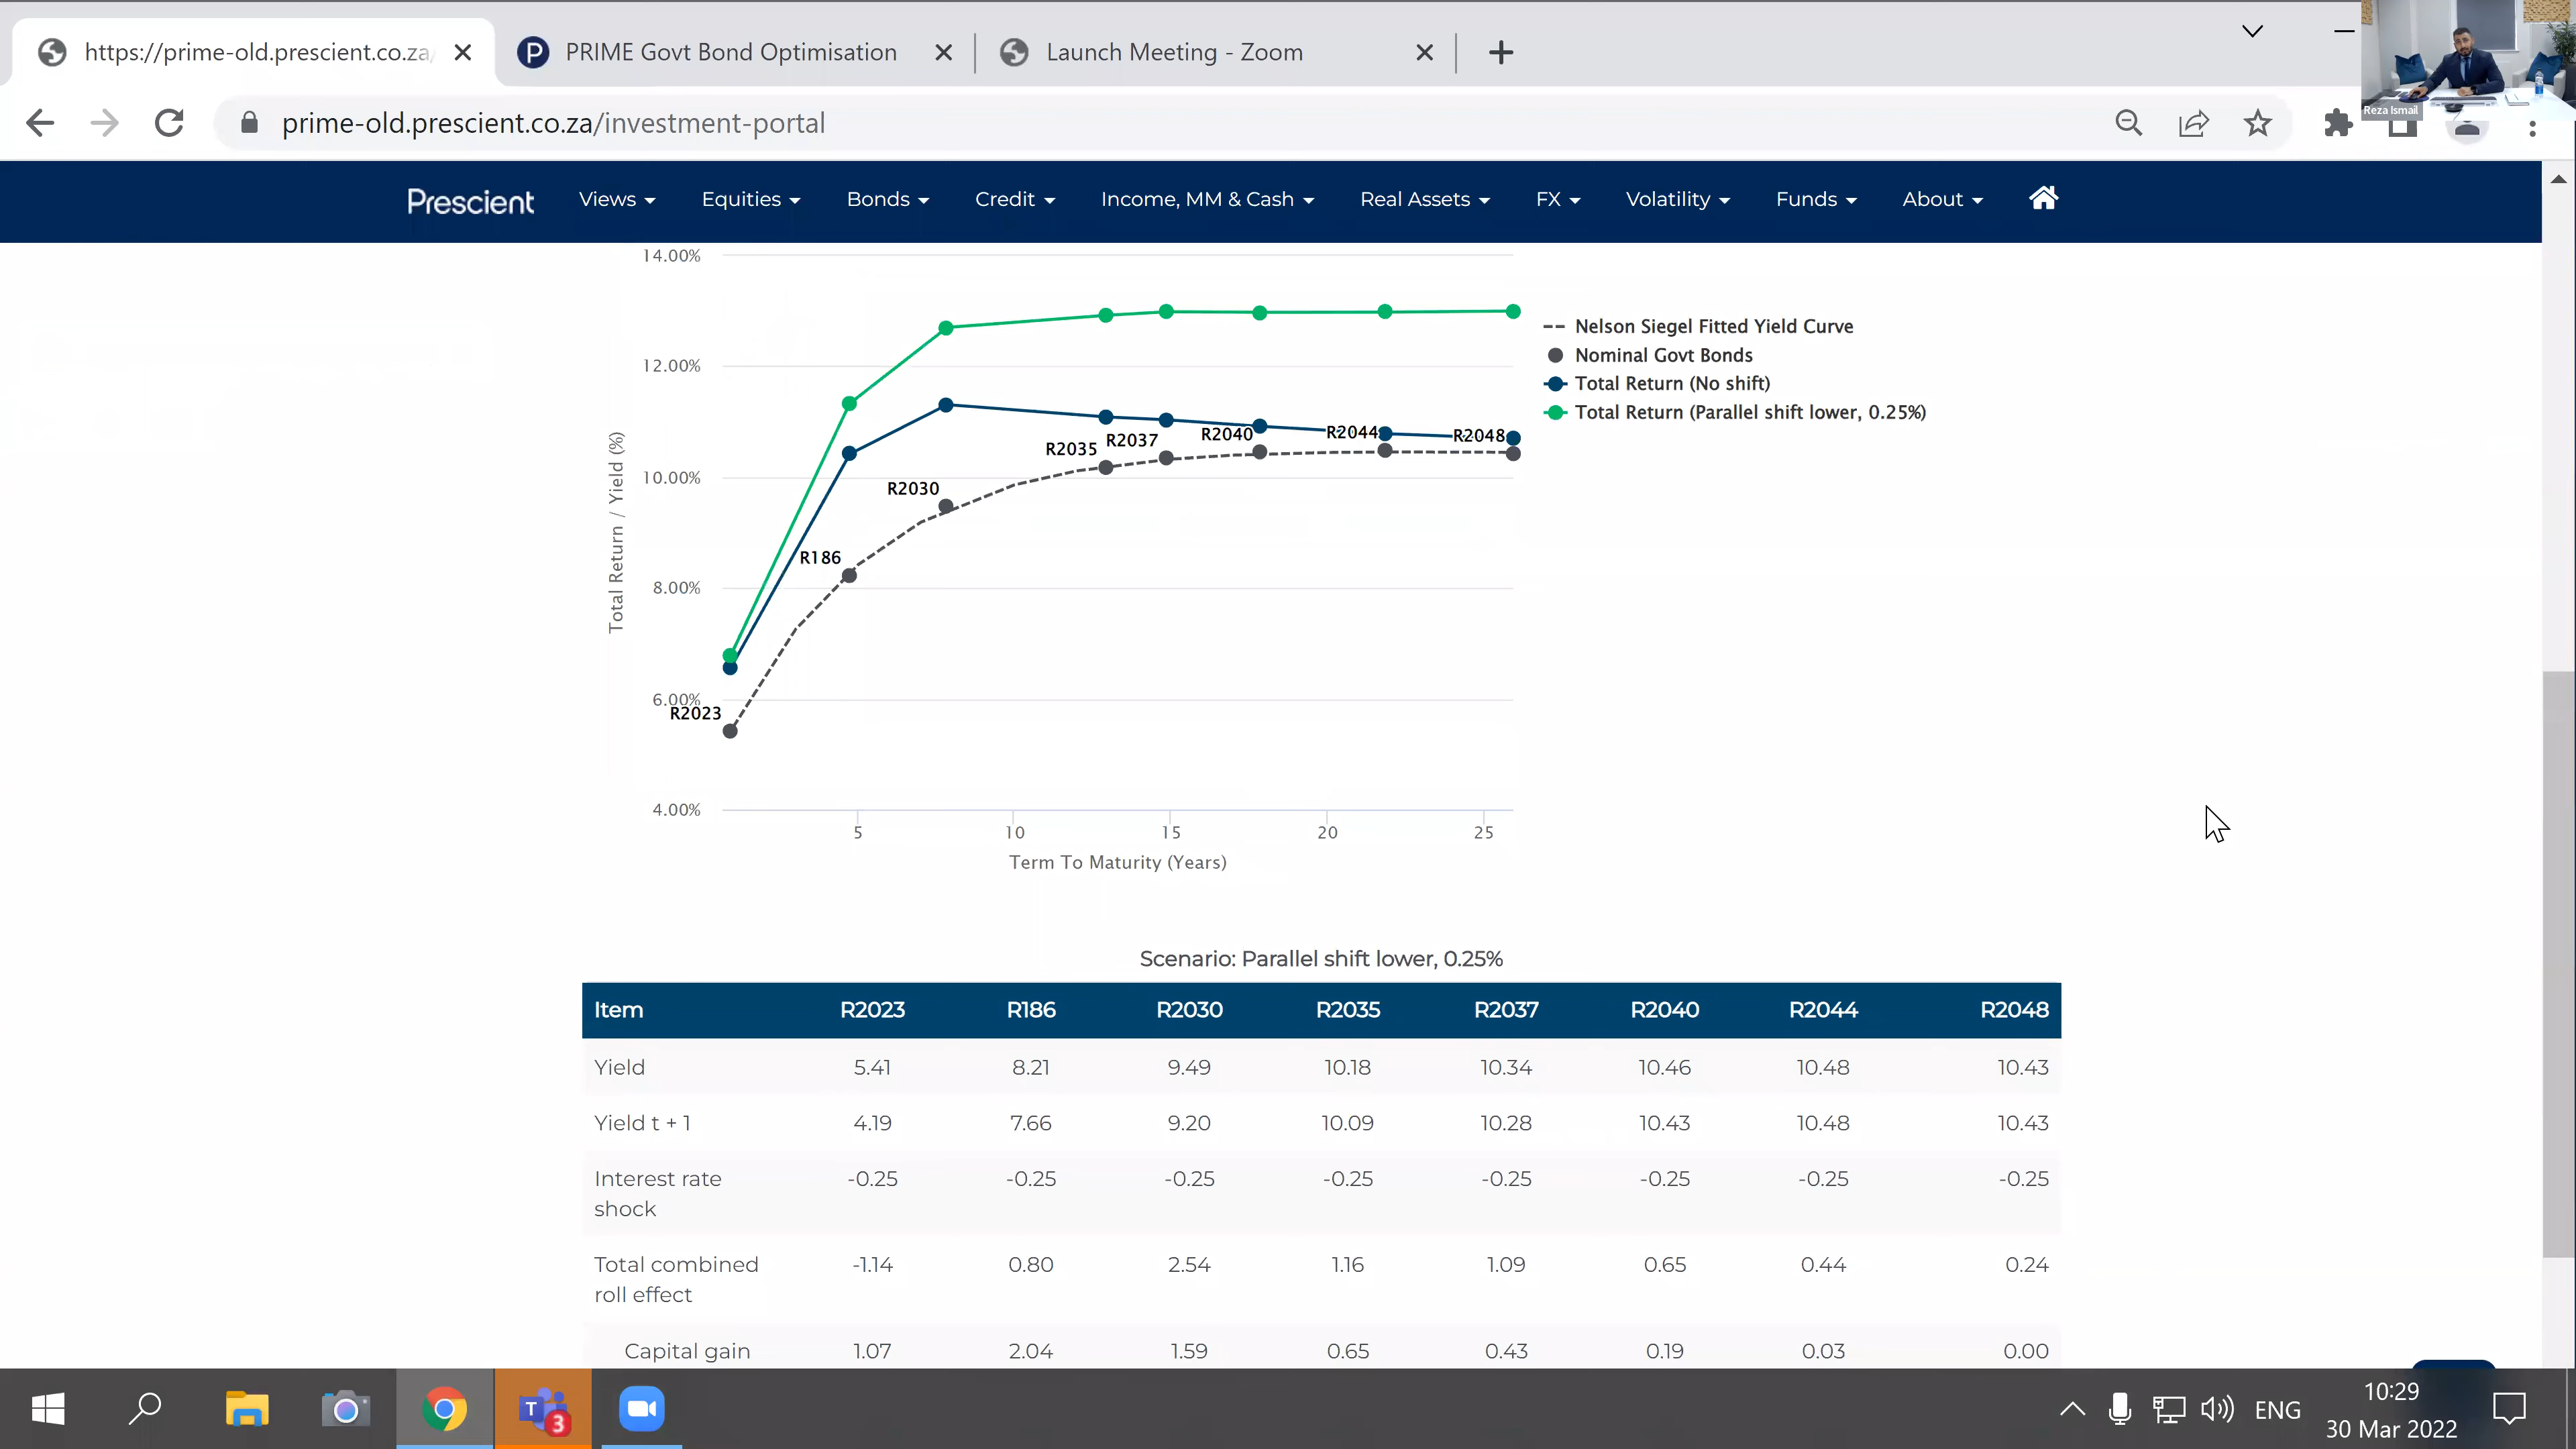 https://prime-old.prescient.co.za/
PRIME Govt Bond Optimisation
Launch Meeting - Zoom
Reza Ismail
prime-old.prescient.co.za/investment-portal
Prescient Views Equities Bonds Credit Income, MM & Cash Real Assets FX Volatility Funds About
14.00%
12.00%
10.00%
8.00%
6.00%
4.00%
Total Return / Yield (%)
R2023
R186
R2030
R2035
R2037
R2040
R2044
R2048
5 10 15 20 25
Term To Maturity (Years)
Nelson Siegel Fitted Yield Curve
Nominal Govt Bonds
Total Return (No shift)
Total Return (Parallel shift lower, 0.25%)
Scenario: Parallel shift lower, 0.25%
Item R2023 R186 R2030 R2035 R2037 R2040 R2044 R2048
Yield 5.41 8.21 9.49 10.18 10.34 10.46 10.48 10.43
Yield t + 1 4.19 7.66 9.20 10.09 10.28 10.43 10.48 10.43
Interest rate -0.25 -0.25 -0.25 -0.25 -0.25 -0.25 -0.25 -0.25
shock
Total combined -1.14 0.80 2.54 1.16 1.09 0.65 0.44 0.24
roll effect
Capital gain 1.07 2.04 1.59 0.65 0.43 0.19 0.03 0.00
T 3
ENG
10:29
30 Mar 2022